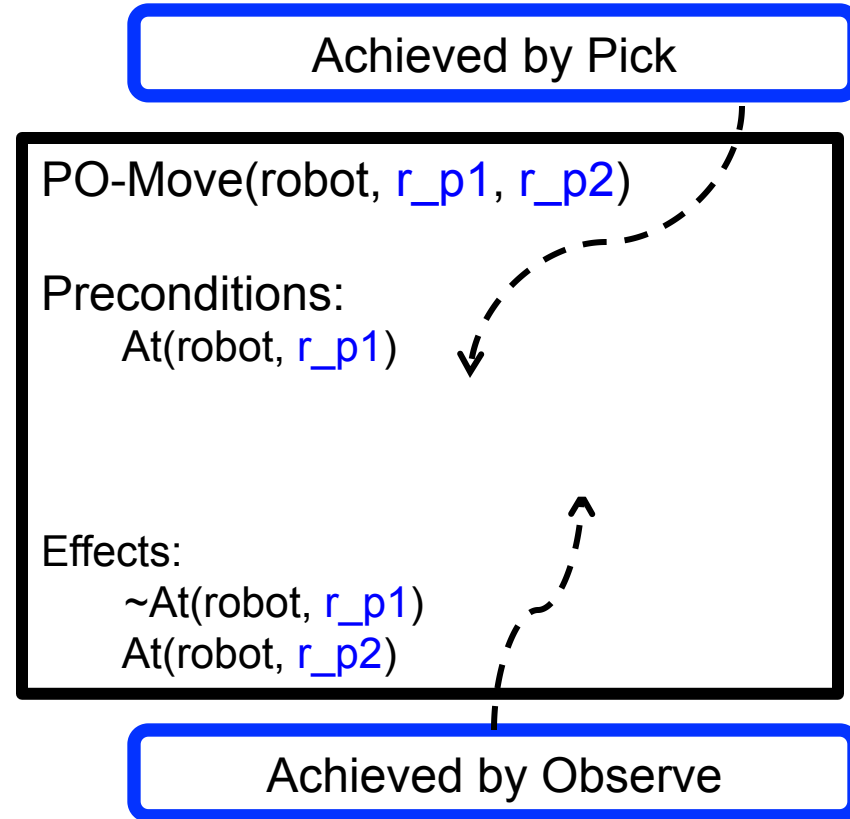 Achieved by Pick
PO-Move(robot, r_p1, r_p2)
Preconditions:
At(robot, r_p1)
Effects:
~At(robot, r_p1)
At(robot, r_p2)
Achieved by Observe